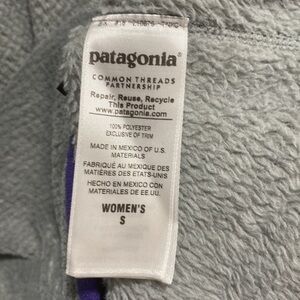 patagonia®
COMMON THREADS
PARTNERSHIP
Repair, Reuse, Recycle
This Product
www.patagonia.com
100% POLYESTER
EXCLUSIVE OF TRIM
MADE IN MEXICO OF U.S.
MATERIALS
FABRIQUÉ AU MEXIQUE DES
MATIÈRES DES ETATS-UNIS
HECHO EN MEXICO CON
MATERIALES DE EE.UU.
WOMEN'S
S